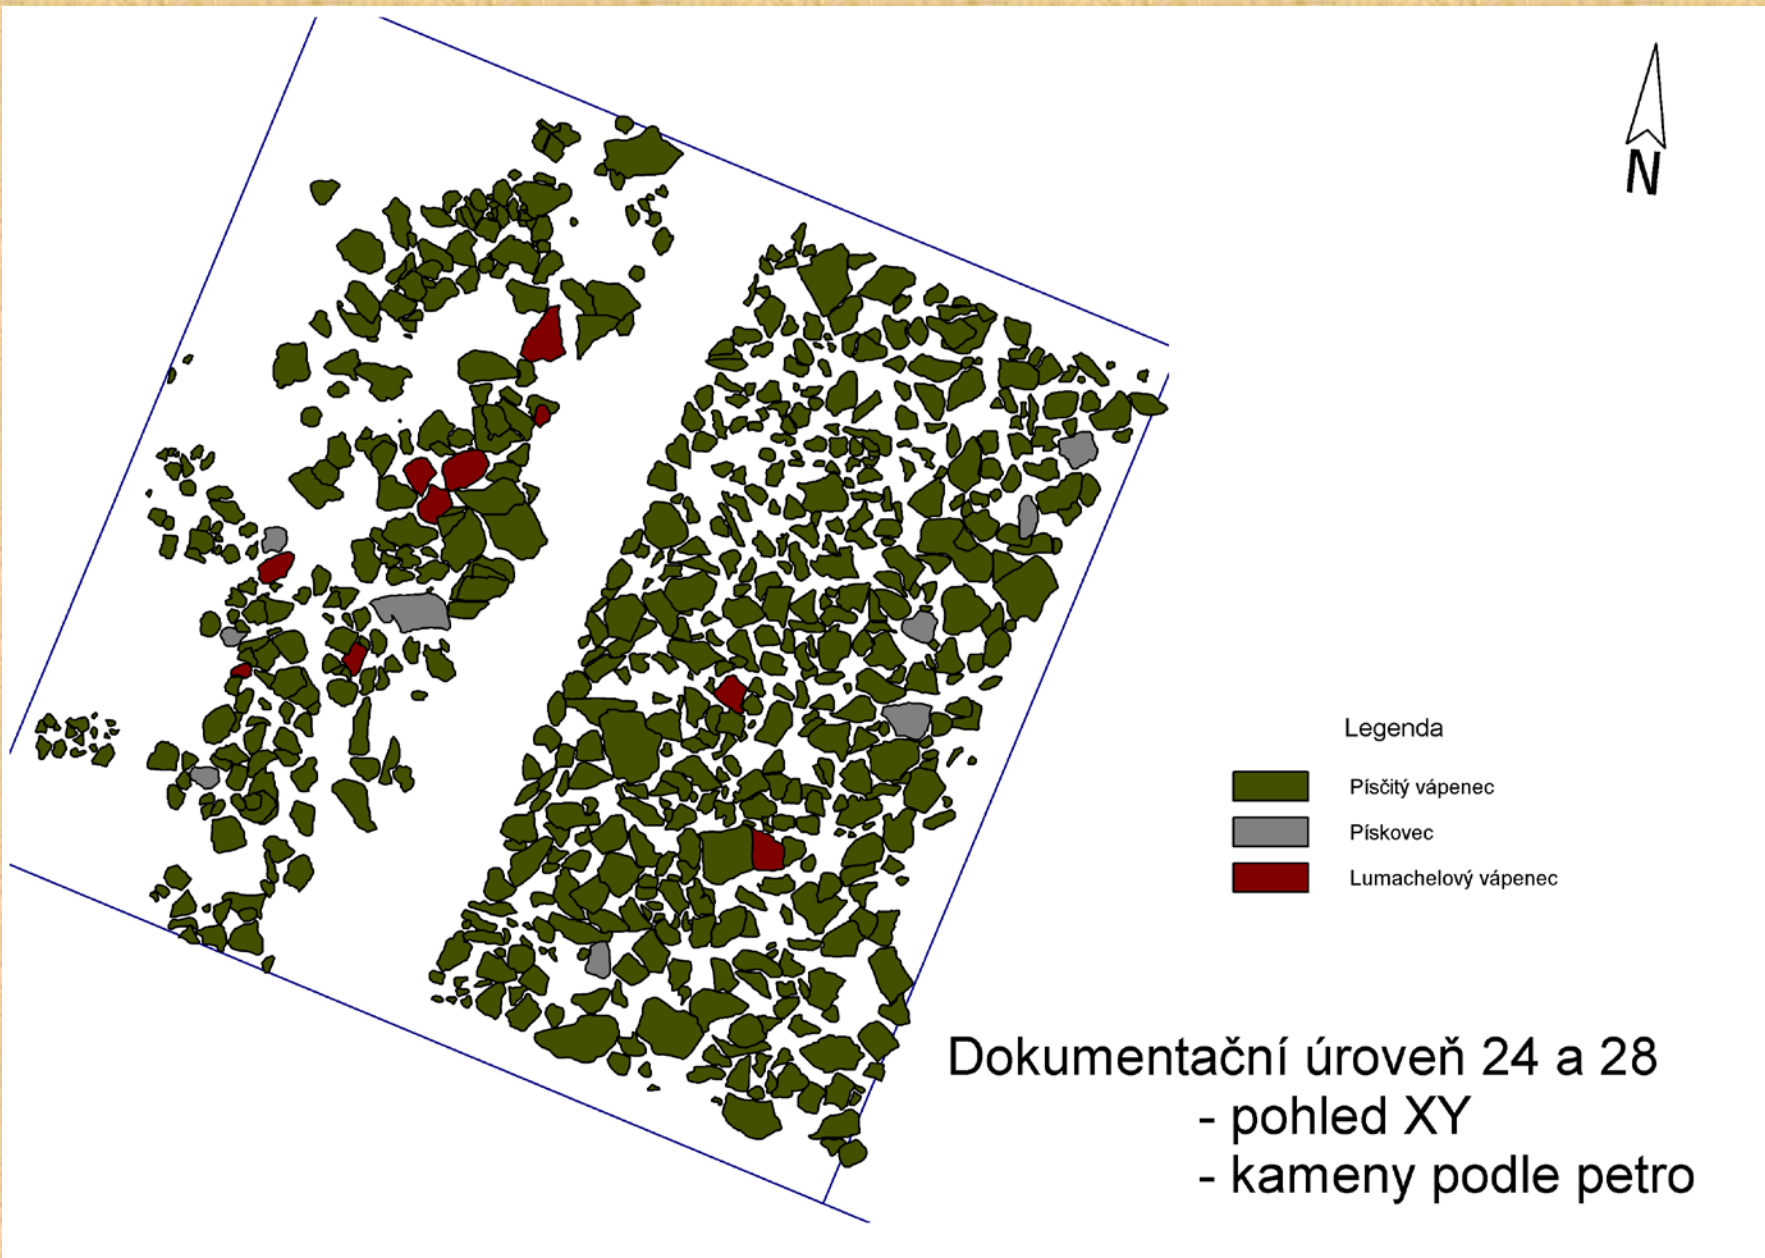 N
Legenda
Písčitý vápenec
Pískovec
Lumachelový vápenec
Dokumentační úroveň 24 a 28
- pohled XY
- kameny podle petro